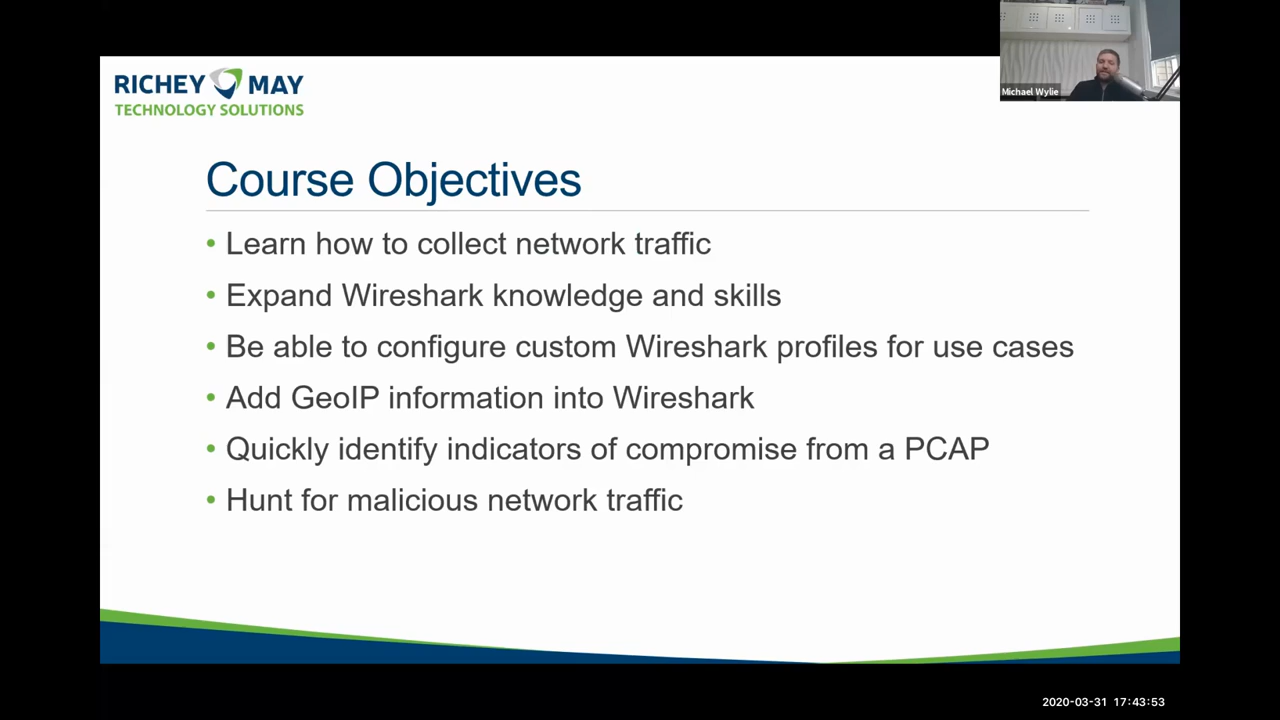 RICHEY MAY
TECHNOLOGY SOLUTIONS
Michael Wylie
Course Objectives
• Learn how to collect network traffic
• Expand Wireshark knowledge and skills
• Be able to configure custom Wireshark profiles for use cases
• Add GeoIP information into Wireshark
• Quickly identify indicators of compromise from a PCAP
• Hunt for malicious network traffic
2020-03-31 17:43:53